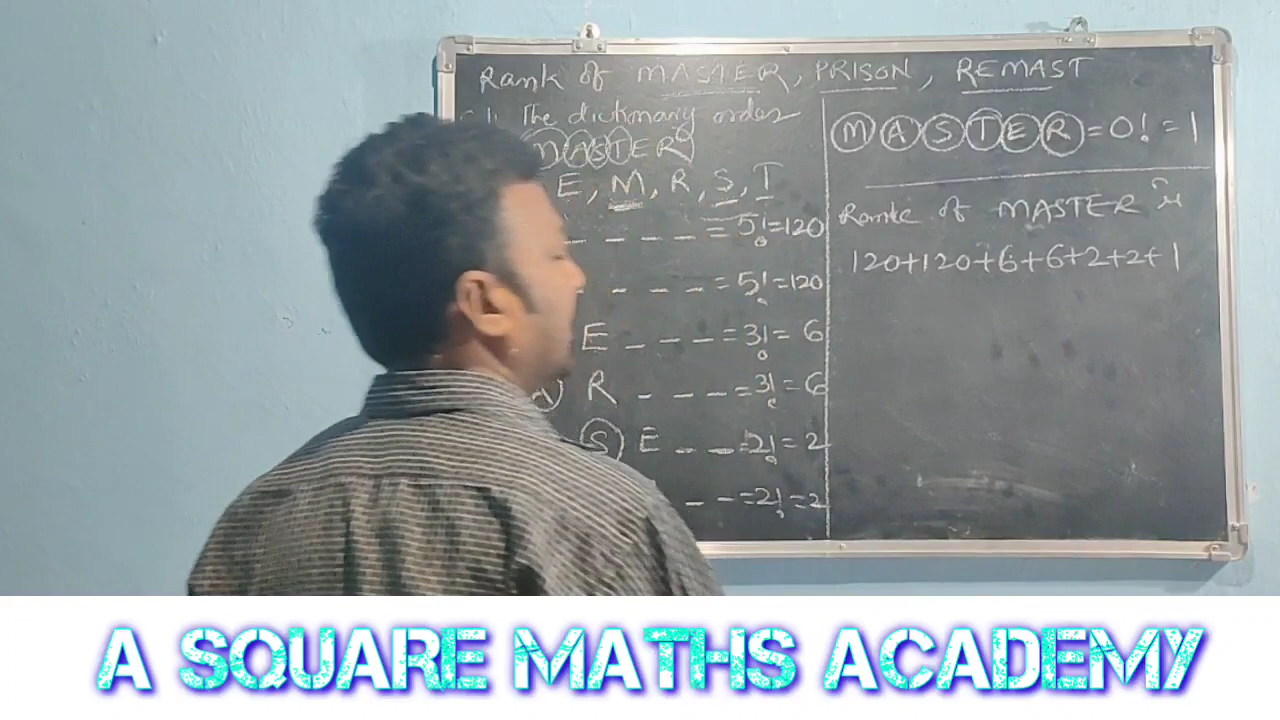 Rank of MASTER, PRISON, REMAST
The dictionary order
MASTER
E, M, R, S, T
_ _ _ _ = 5! = 120
_ _ _ _ = 5! = 120
E _ _ _ = 3! = 6
A R _ _ _ = 3! = 6
S E _ _ = 2! = 2
_ _ = 2! = 2
MASTER = 0! = 1
Rank of MASTER is
120+120+6+6+2+2+1
A SQUARE MATHS ACADEMY